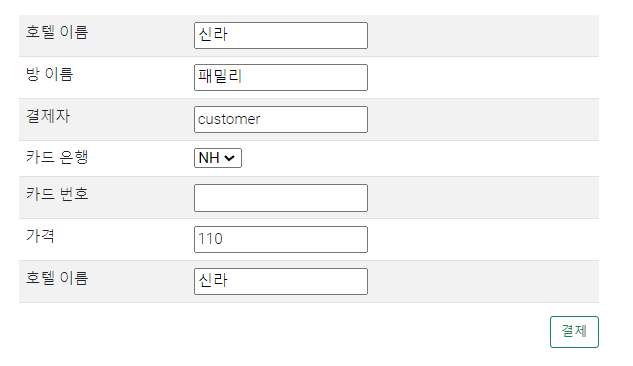 호텔 이름 신라
방 이름 패밀리
결제자 customer
카드 은행 NH
카드 번호
가격 110
호텔 이름 신라
결제